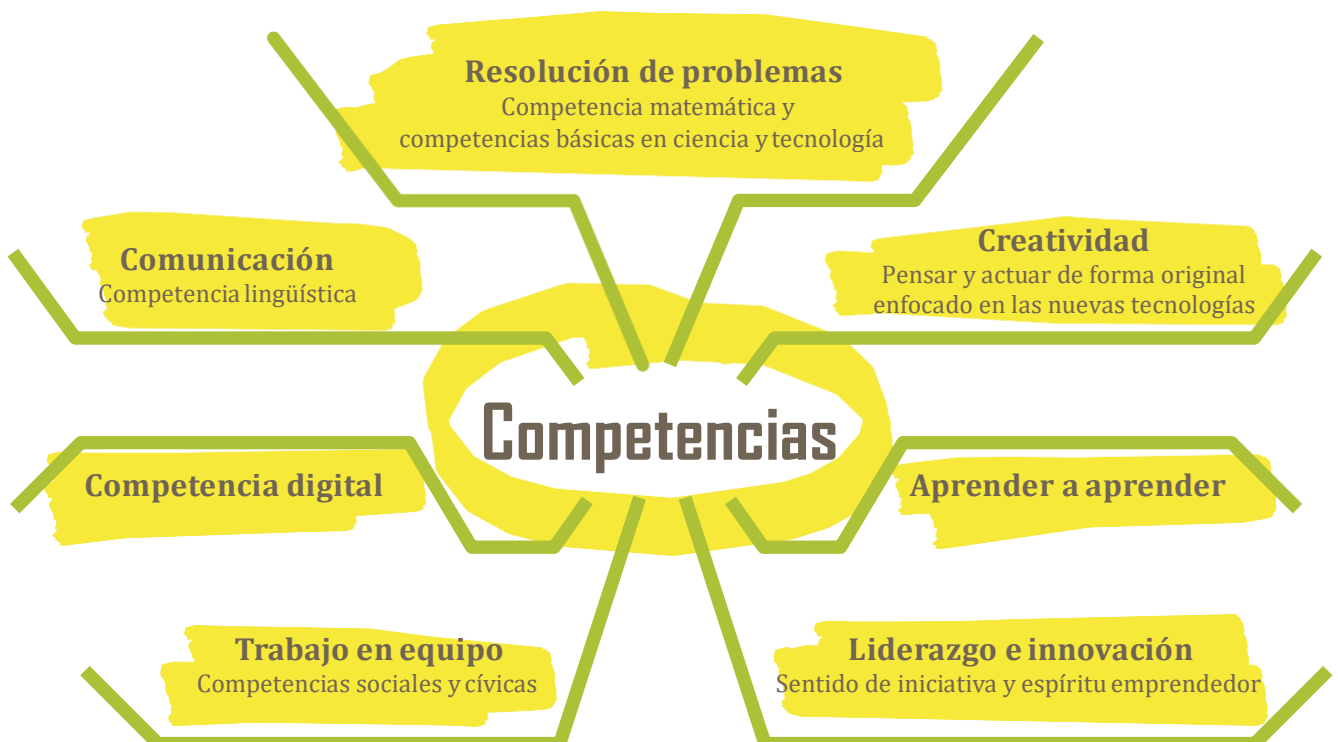 Resolución de problemas
Competencia matemática y
competencias básicas en ciencia y tecnología
Comunicación
Competencia lingüística
Creatividad
Pensar y actuar de forma original
enfocado en las nuevas tecnologías
Competencias
Competencia digital
Aprender a aprender
Trabajo en equipo
Competencias sociales y cívicas
Liderazgo e innovación
Sentido de iniciativa y espíritu emprendedor